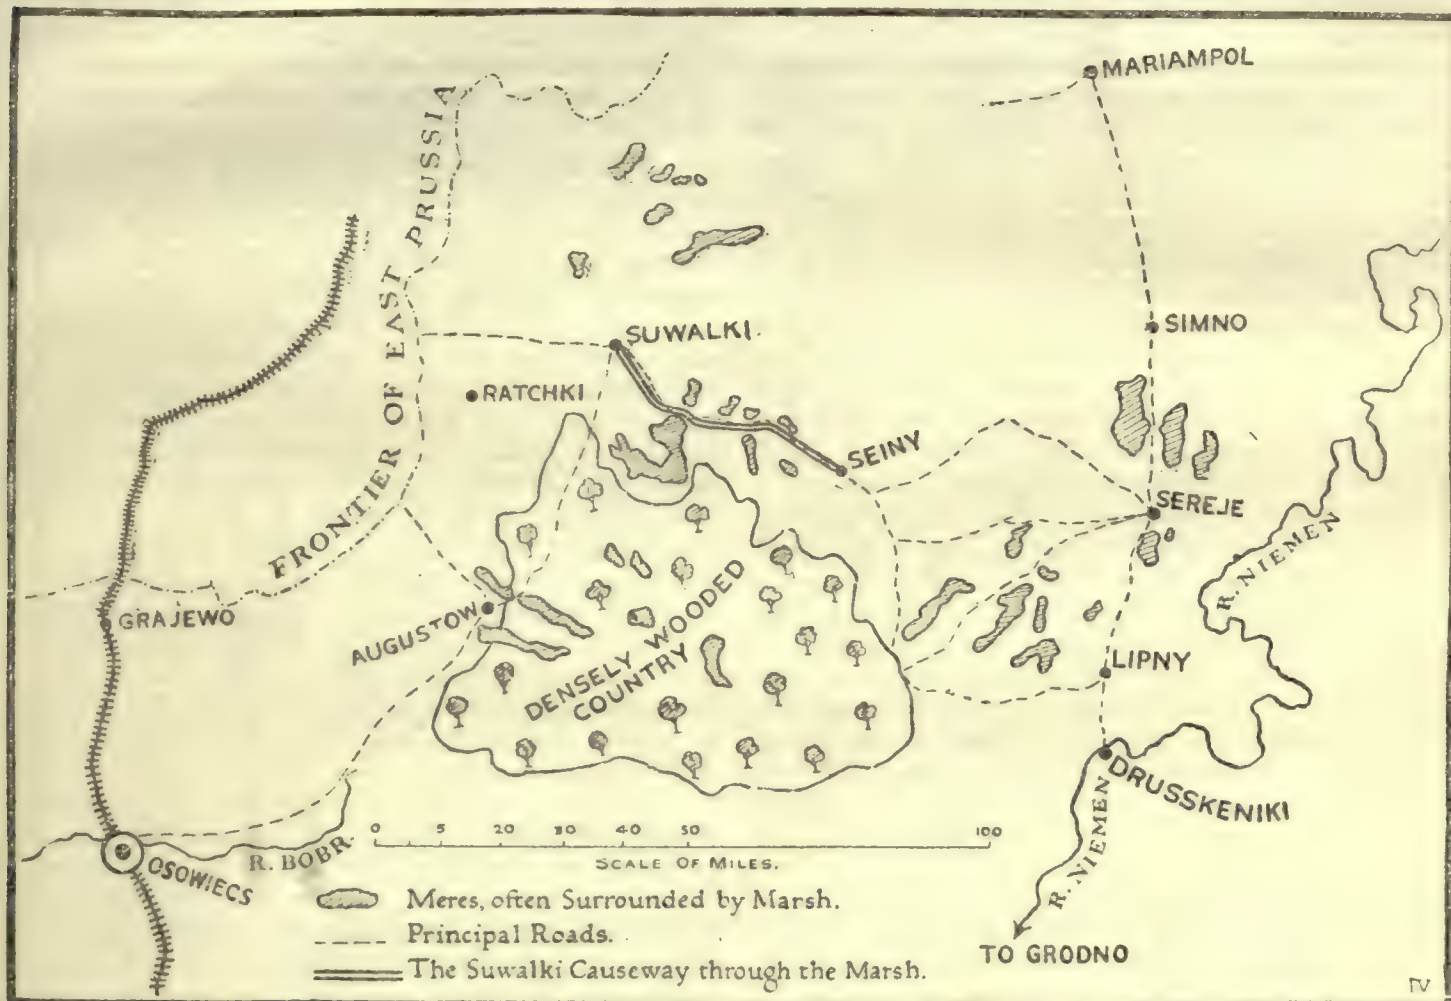 MARIAMPOL
FRONTIER OF EAST PRUSSIA
SUWALKI.
SIMNO
RATCHKI
SEINY
SEREJE
R. NIEMEN
GRAJEWO
AUGUSTOW
DENSELY WOODED
COUNTRY
LIPNY
DRUSSKENIKI
R. NIEMEN
OSOWIECS
R. BOBR.
0 5 20 30 40 50 100
SCALE OF MILES.
Meres, often Surrounded by Marsh.
Principal Roads.
The Suwalki Causeway through the Marsh.
TO GRODNO
IV